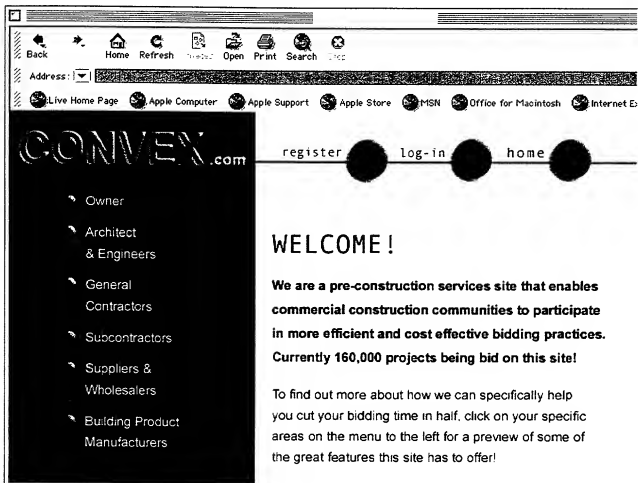 Back Home Refresh Open Print Search
Address:
Live Home Page Apple Computer Apple Support Apple Store MSN Office for Macintosh Internet E
CONVEX.com
register log-in home
Owner
Architect
& Engineers
General
Contractors
Subcontractors
Suppliers &
Wholesalers
Building Product
Manufacturers
WELCOME!
We are a pre-construction services site that enables
commercial construction communities to participate
in more efficient and cost effective bidding practices.
Currently 160,000 projects being bid on this site!
To find out more about how we can specifically help
you cut your bidding time in half, click on your specific
areas on the menu to the left for a preview of some of
the great features this site has to offer!